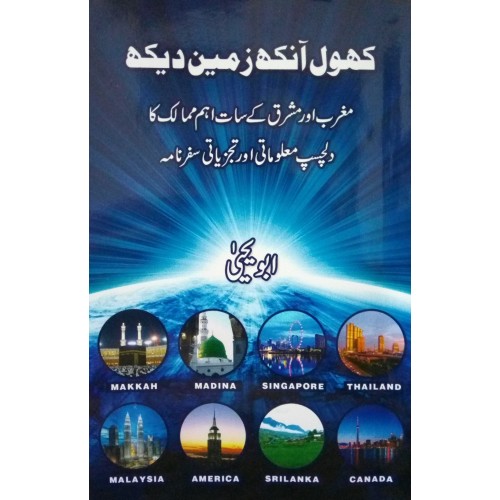 کھول آنکھ زمین دیکھ
مغرب اور مشرق کے سات اہم ممالک کا
دلچسپ معلوماتی اور تجزیاتی سفرنامہ
ابو یحییٰ
MAKKAH MADINA SINGAPORE THAILAND
MALAYSIA AMERICA SRILANKA CANADA